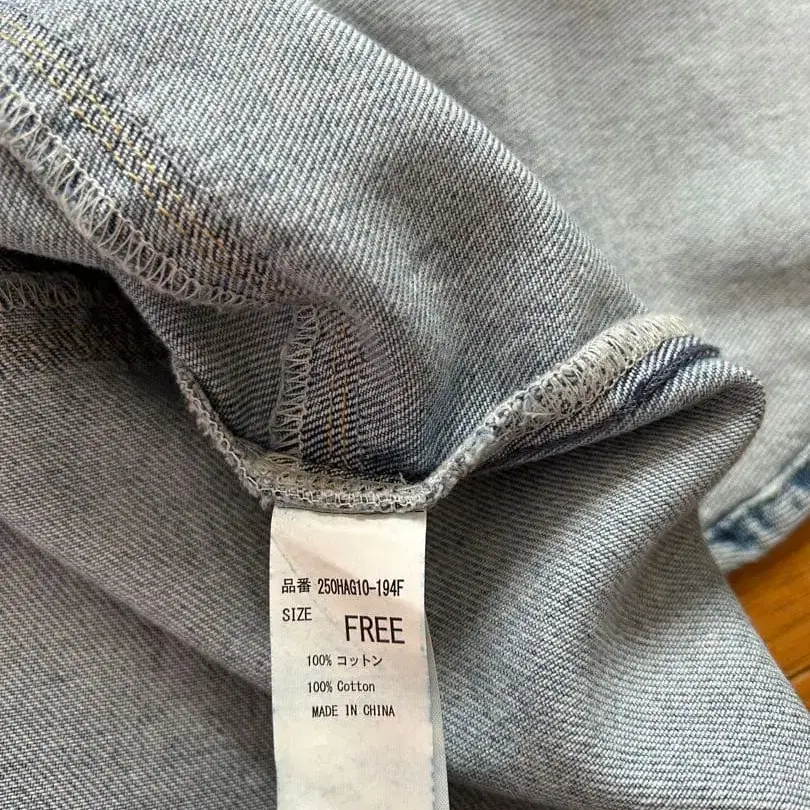 品番 250HAG10-194F
SIZE FREE
100% コットン
100% Cotton
MADE IN CHINA